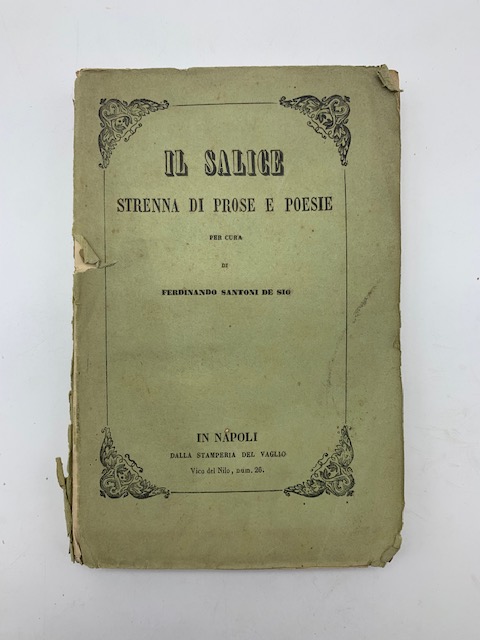 IL SALICE
STRENNA DI PROSE E POESIE
PER CURA
DI
FERDINANDO SANTONI DE SIO
IN NAPOLI
DALLA STAMPERIA DEL VAGLIO
Vico del Nilo, num. 26.